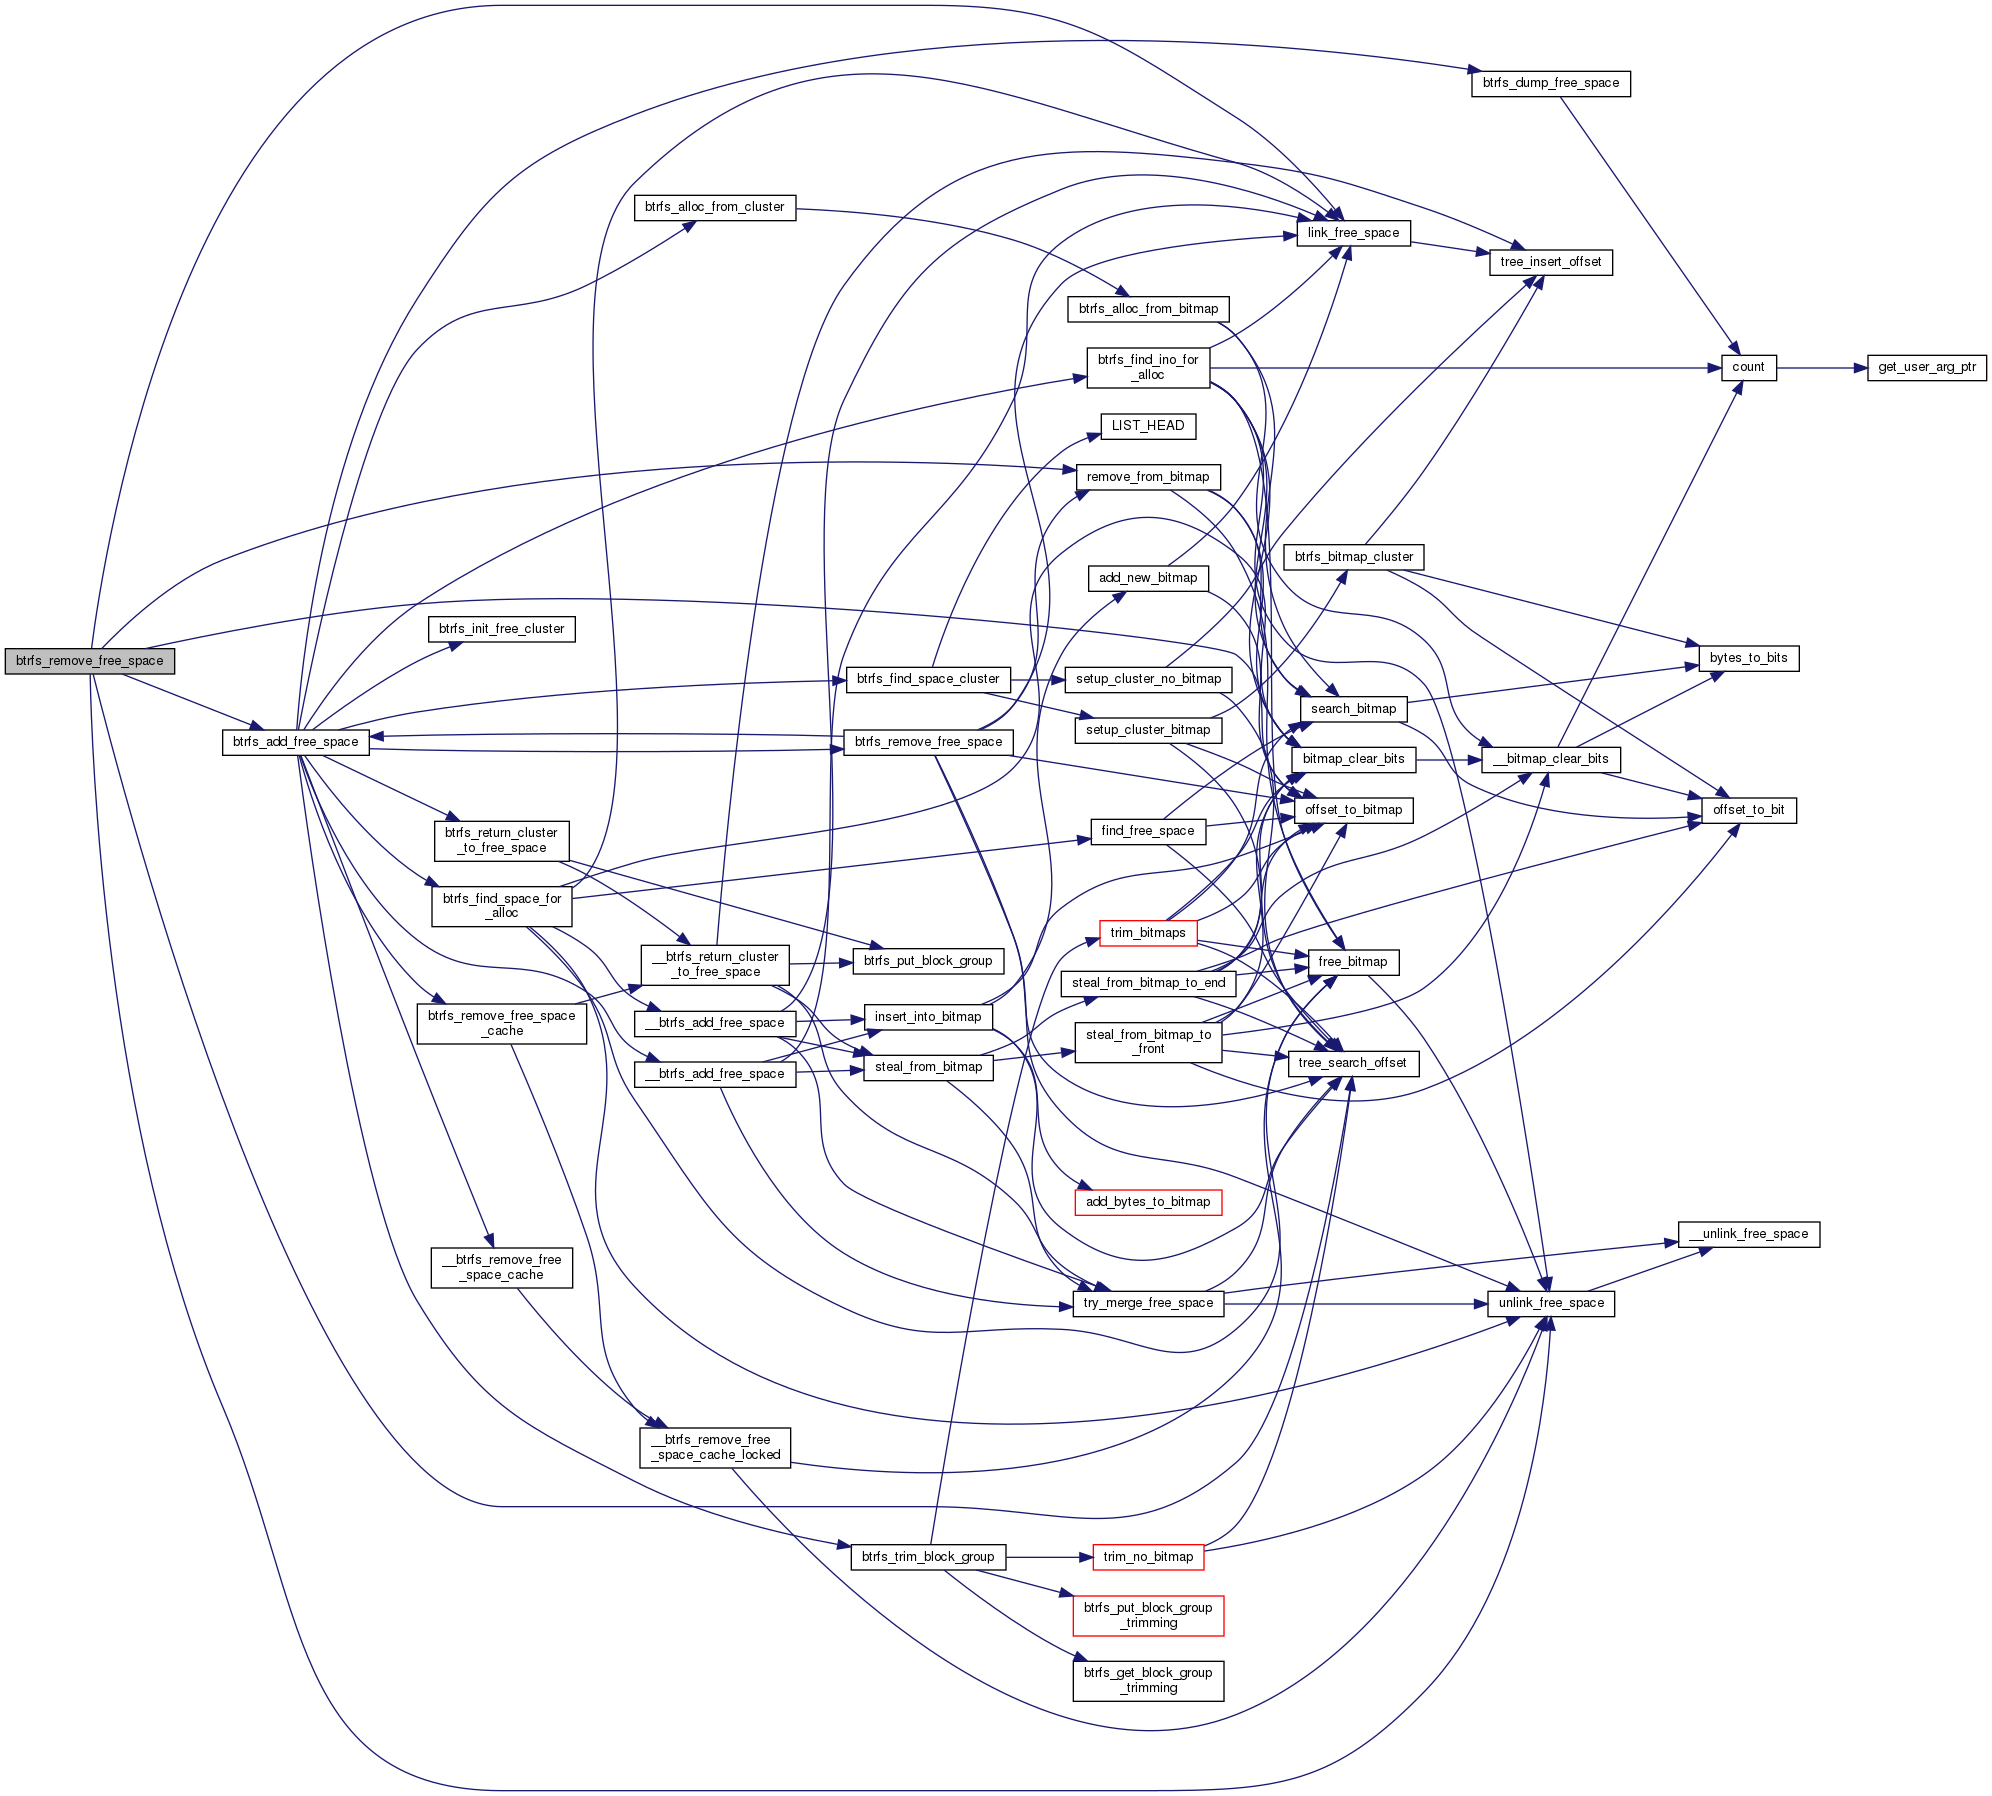 btrfs_remove_free_space
btrfs_add_free_space
btrfs_init_free_cluster
btrfs_return_cluster
_to_free_space
btrfs_find_space_for
_alloc
btrfs_remove_free_space
_cache
__btrfs_remove_free
_space_cache
btrfs_alloc_from_cluster
__btrfs_return_cluster
_to_free_space
__btrfs_add_free_space
__btrfs_add_free_space
__btrfs_remove_free
_space_cache_locked
btrfs_find_space_cluster
btrfs_remove_free_space
btrfs_put_block_group
insert_into_bitmap
steal_from_bitmap
btrfs_trim_block_group
btrfs_alloc_from_bitmap
btrfs_find_ino_for
_alloc
LIST_HEAD
remove_from_bitmap
add_new_bitmap
setup_cluster_no_bitmap
setup_cluster_bitmap
find_free_space
trim_bitmaps
steal_from_bitmap_to_end
steal_from_bitmap_to
_front
add_bytes_to_bitmap
try_merge_free_space
trim_no_bitmap
btrfs_put_block_group
_trimming
btrfs_get_block_group
_trimming
link_free_space
btrfs_bitmap_cluster
search_bitmap
bitmap_clear_bits
offset_to_bitmap
free_bitmap
tree_search_offset
btrfs_dump_free_space
tree_insert_offset
__bitmap_clear_bits
unlink_free_space
count
bytes_to_bits
offset_to_bit
__unlink_free_space
get_user_arg_ptr